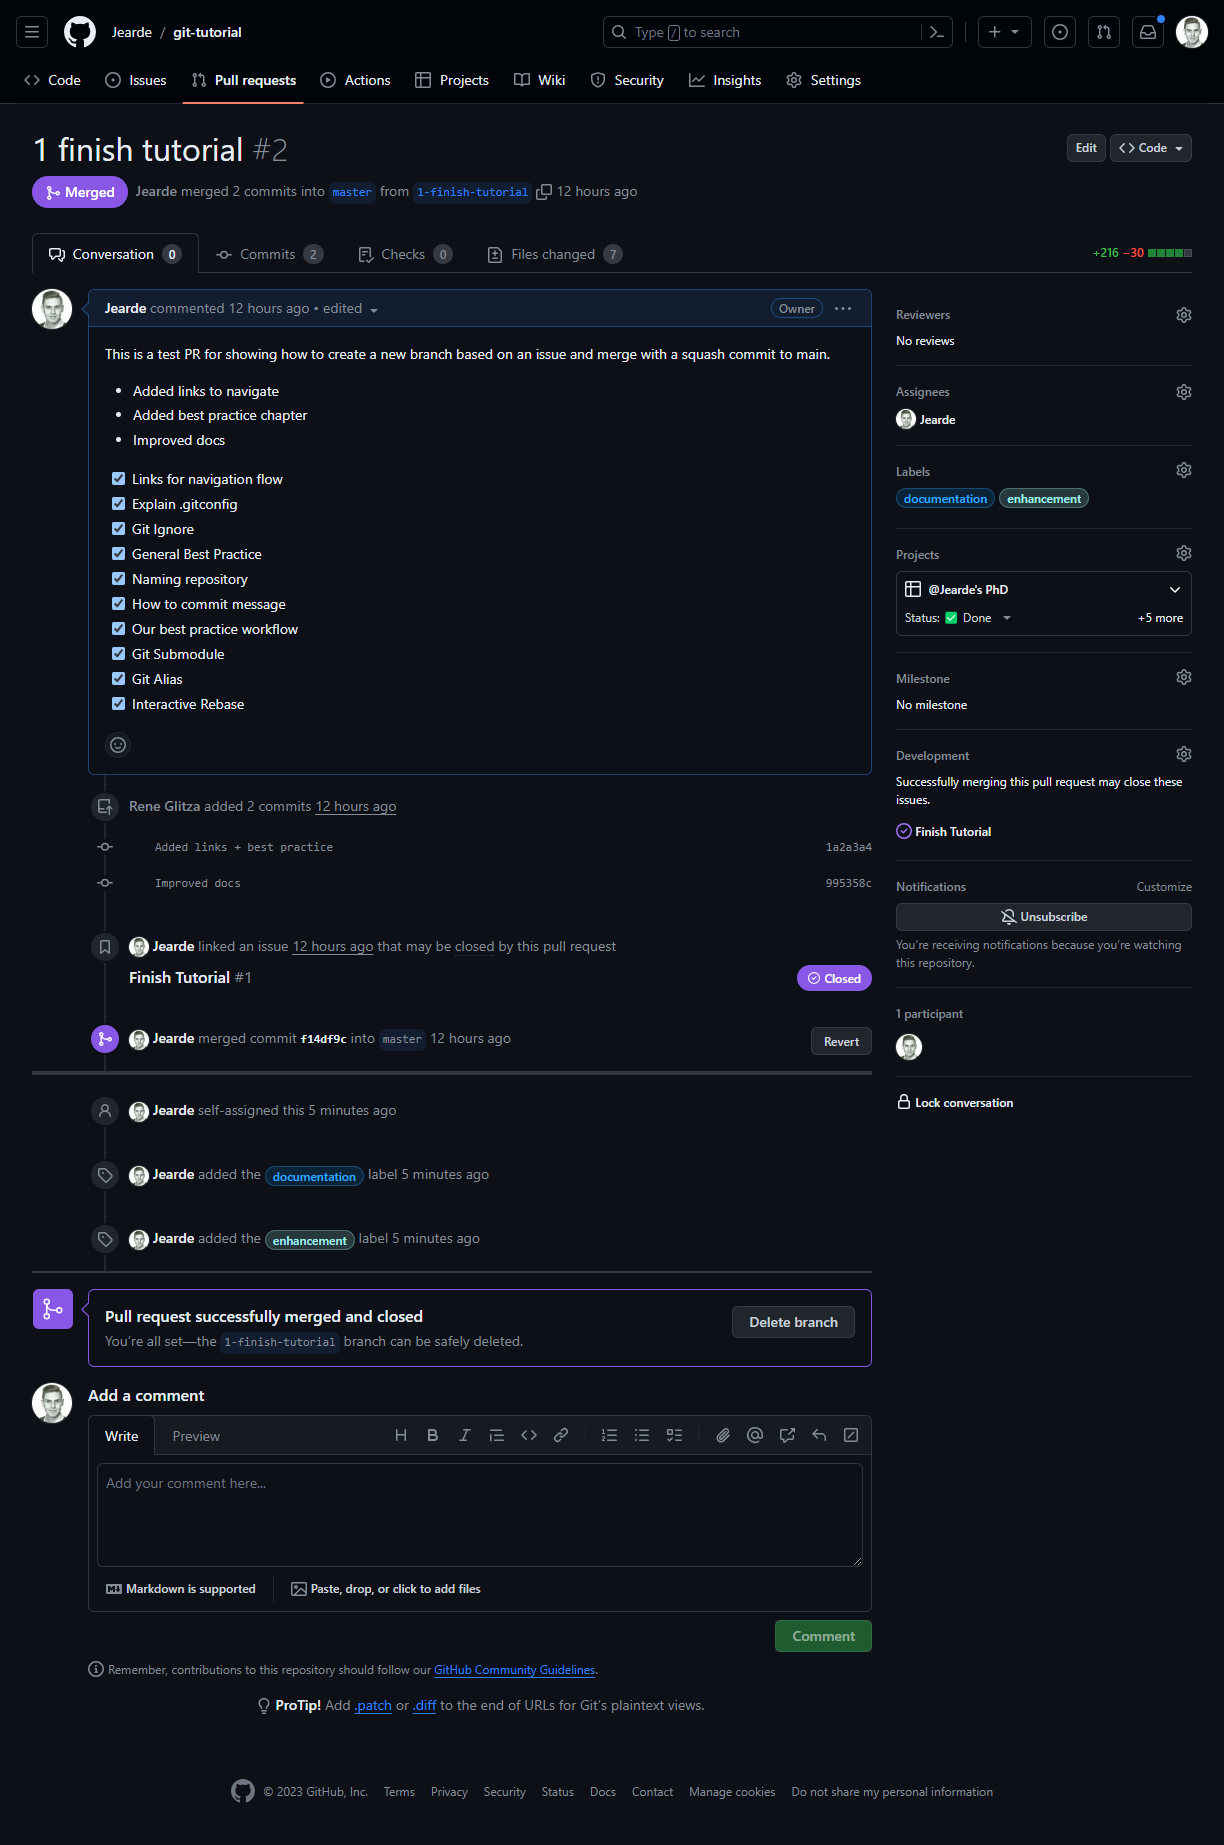 Jearde / git-tutorial
Type / to search
Code Issues Pull requests Actions Projects Wiki Security Insights Settings
1 finish tutorial #2
Edit Code
Merged Jearde merged 2 commits into master from 1-finish-tutorial 12 hours ago
Conversation 0 Commits 2 Checks 0 Files changed 7
+216 −30
Jearde commented 12 hours ago • edited
Owner
This is a test PR for showing how to create a new branch based on an issue and merge with a squash commit to main.
• Added links to navigate
• Added best practice chapter
• Improved docs
Links for navigation flow
Explain .gitconfig
Git Ignore
General Best Practice
Naming repository
How to commit message
Our best practice workflow
Git Submodule
Git Alias
Interactive Rebase
Rene Glitza added 2 commits 12 hours ago
Added links + best practice 1a2a3a4
Improved docs 995358c
Jearde linked an issue 12 hours ago that may be closed by this pull request
Finish Tutorial #1
Closed
Jearde merged commit f14df9c into master 12 hours ago
Revert
Jearde self-assigned this 5 minutes ago
Jearde added the documentation label 5 minutes ago
Jearde added the enhancement label 5 minutes ago
Pull request successfully merged and closed
You're all set—the 1-finish-tutorial branch can be safely deleted.
Delete branch
Add a comment
Write Preview
Add your comment here...
Markdown is supported
Paste, drop, or click to add files
Comment
Remember, contributions to this repository should follow our GitHub Community Guidelines.
ProTip! Add .patch or .diff to the end of URLs for Git's plaintext views.
Reviewers
No reviews
Assignees
Jearde
Labels
documentation enhancement
Projects
@Jearde's PhD
Status: Done +5 more
Milestone
No milestone
Development
Successfully merging this pull request may close these
issues.
Finish Tutorial
Notifications Customize
Unsubscribe
You're receiving notifications because you're watching
this repository.
1 participant
Lock conversation
© 2023 GitHub, Inc. Terms Privacy Security Status Docs Contact Manage cookies Do not share my personal information